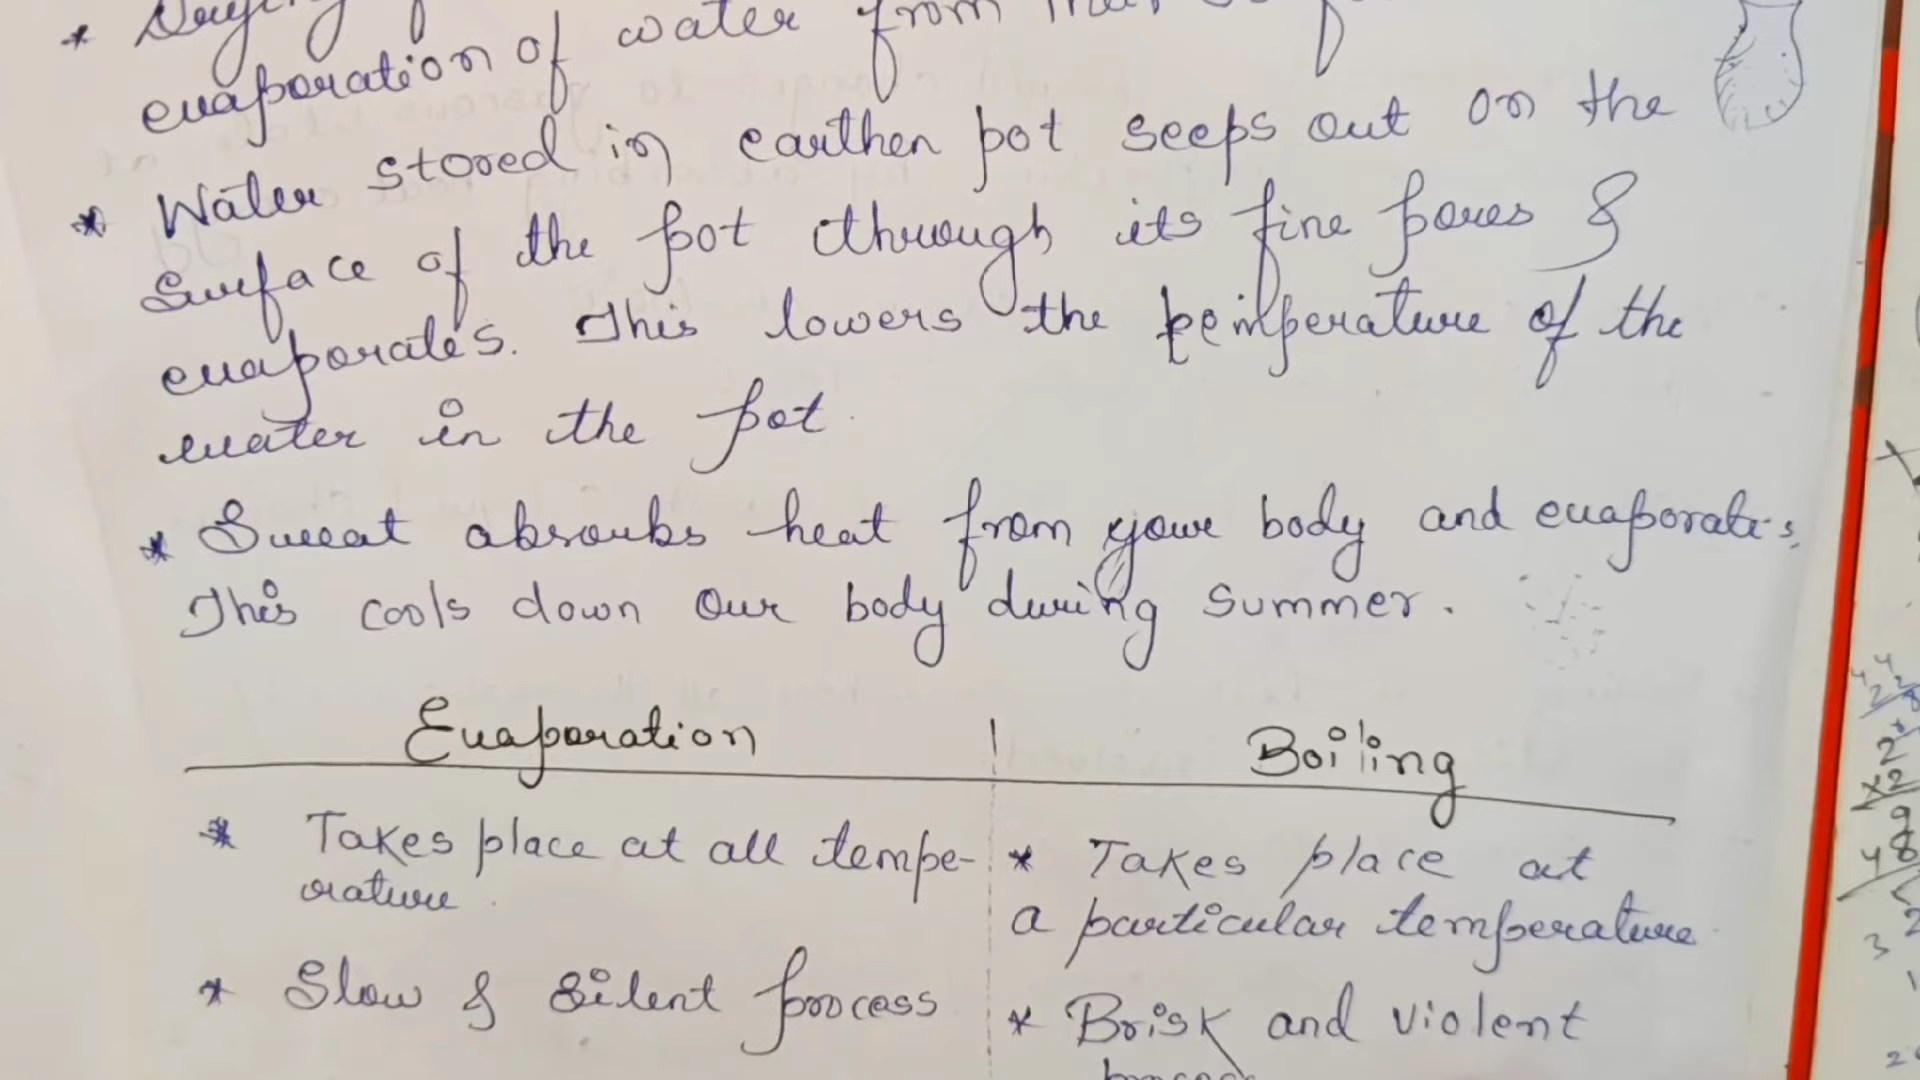 * Drying of
evaporation of water from
* Water stored in earthen pot seeps out on the
Surface of the pot through its fine pores &
evaporates. This lowers the temperature of the
water in the pot.
* Sweat absorbs heat from your body and evaporates.
This cools down our body during summer.
Evaporation Boiling
* Takes place at all tempe- * Takes place at
rature. a particular temperature.
* Slow & silent process * Brisk and violent
process